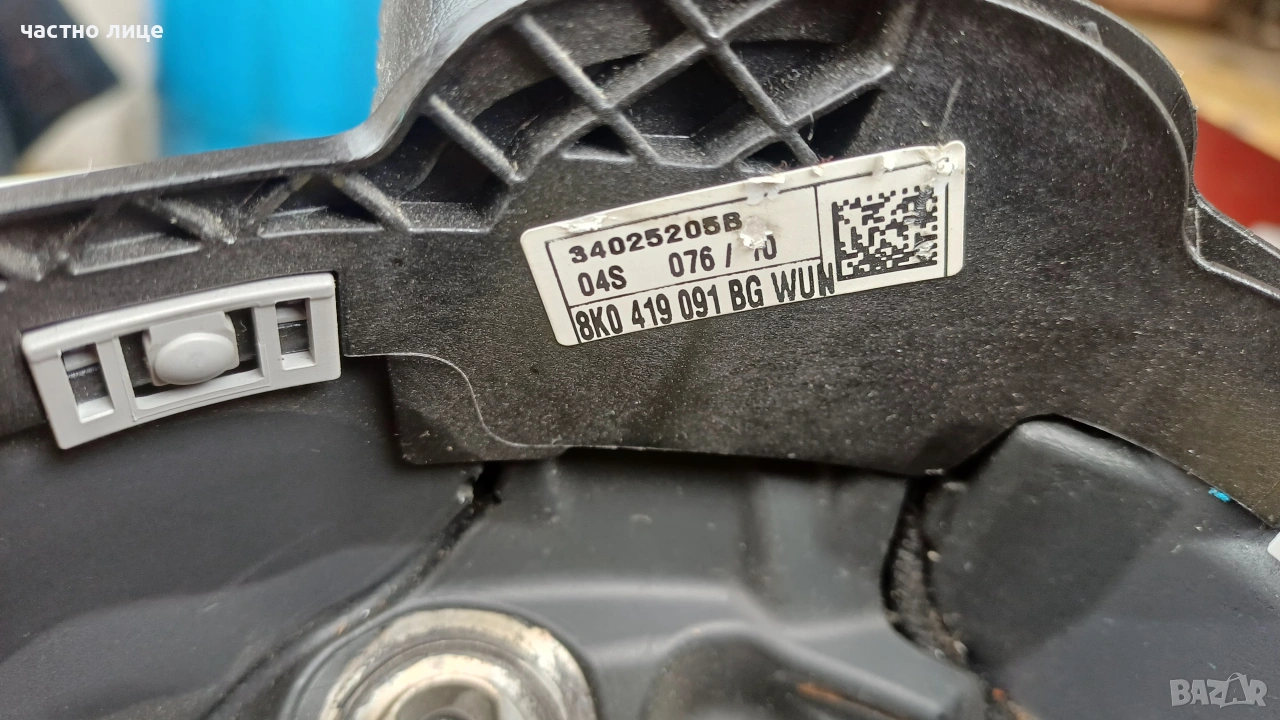 частно лице
34025205B
04S 076 / 10
8K0 419 091 BG WUN
BAZAR